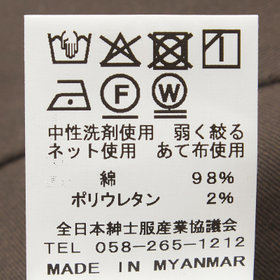 F W
中性洗剤使用 弱く絞る
ネット使用 あて布使用
綿 98%
ポリウレタン 2%
全日本紳士服産業協議会
TEL 058-265-1212
MADE IN MYANMAR